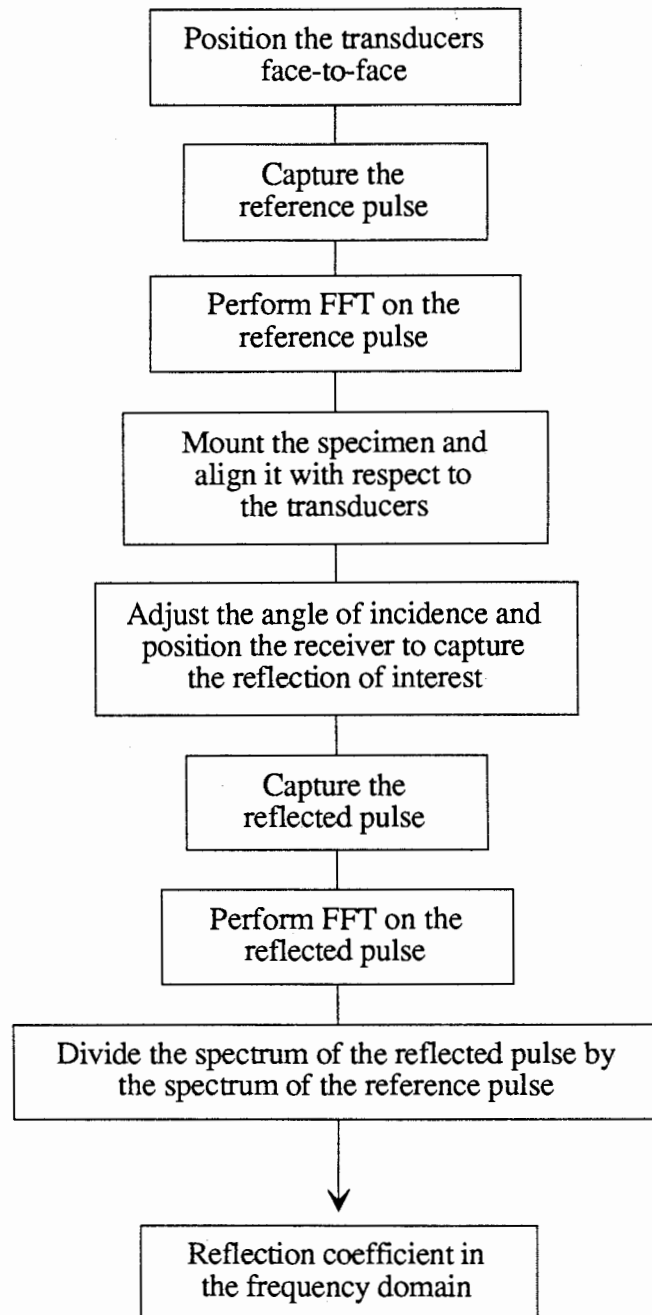 Position the transducers
face-to-face
Capture the
reference pulse
Perform FFT on the
reference pulse
Mount the specimen and
align it with respect to
the transducers
Adjust the angle of incidence and
position the receiver to capture
the reflection of interest
Capture the
reflected pulse
Perform FFT on the
reflected pulse
Divide the spectrum of the reflected pulse by
the spectrum of the reference pulse
Reflection coefficient in
the frequency domain